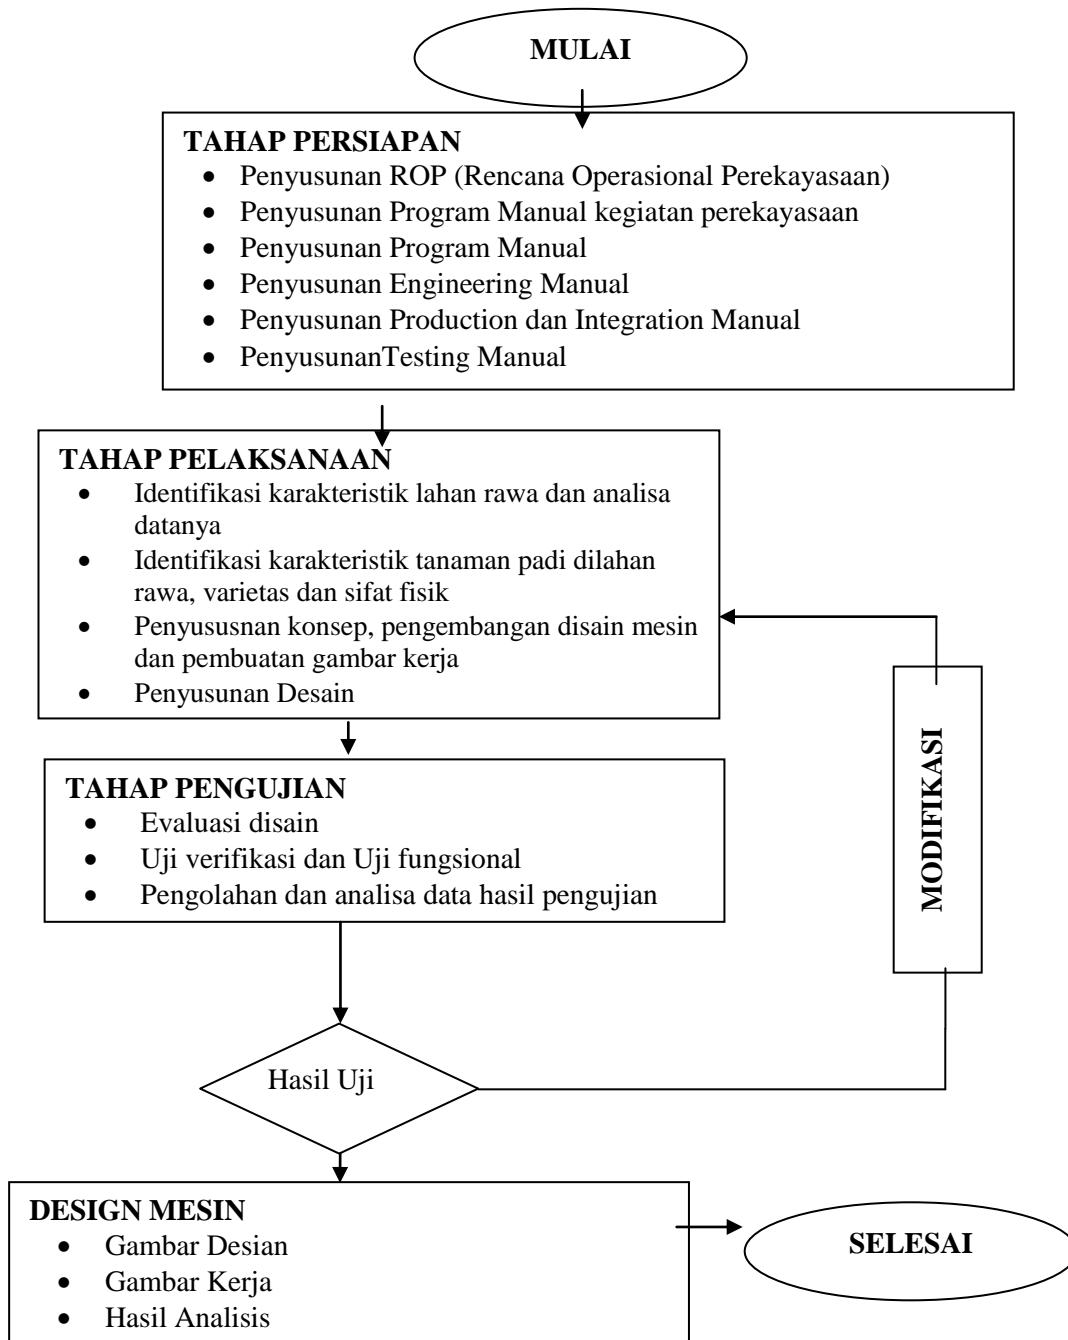 MULAI
TAHAP PERSIAPAN
• Penyusunan ROP (Rencana Operasional Perekayasaan)
• Penyusunan Program Manual kegiatan perekayasaan
• Penyusunan Program Manual
• Penyusunan Engineering Manual
• Penyusunan Production dan Integration Manual
• PenyusunanTesting Manual
TAHAP PELAKSANAAN
• Identifikasi karakteristik lahan rawa dan analisa
datanya
• Identifikasi karakteristik tanaman padi dilahan
rawa, varietas dan sifat fisik
• Penyususnan konsep, pengembangan disain mesin
dan pembuatan gambar kerja
• Penyusunan Desain
MODIFIKASI
TAHAP PENGUJIAN
• Evaluasi disain
• Uji verifikasi dan Uji fungsional
• Pengolahan dan analisa data hasil pengujian
Hasil Uji
DESIGN MESIN
• Gambar Desian
• Gambar Kerja
• Hasil Analisis
SELESAI